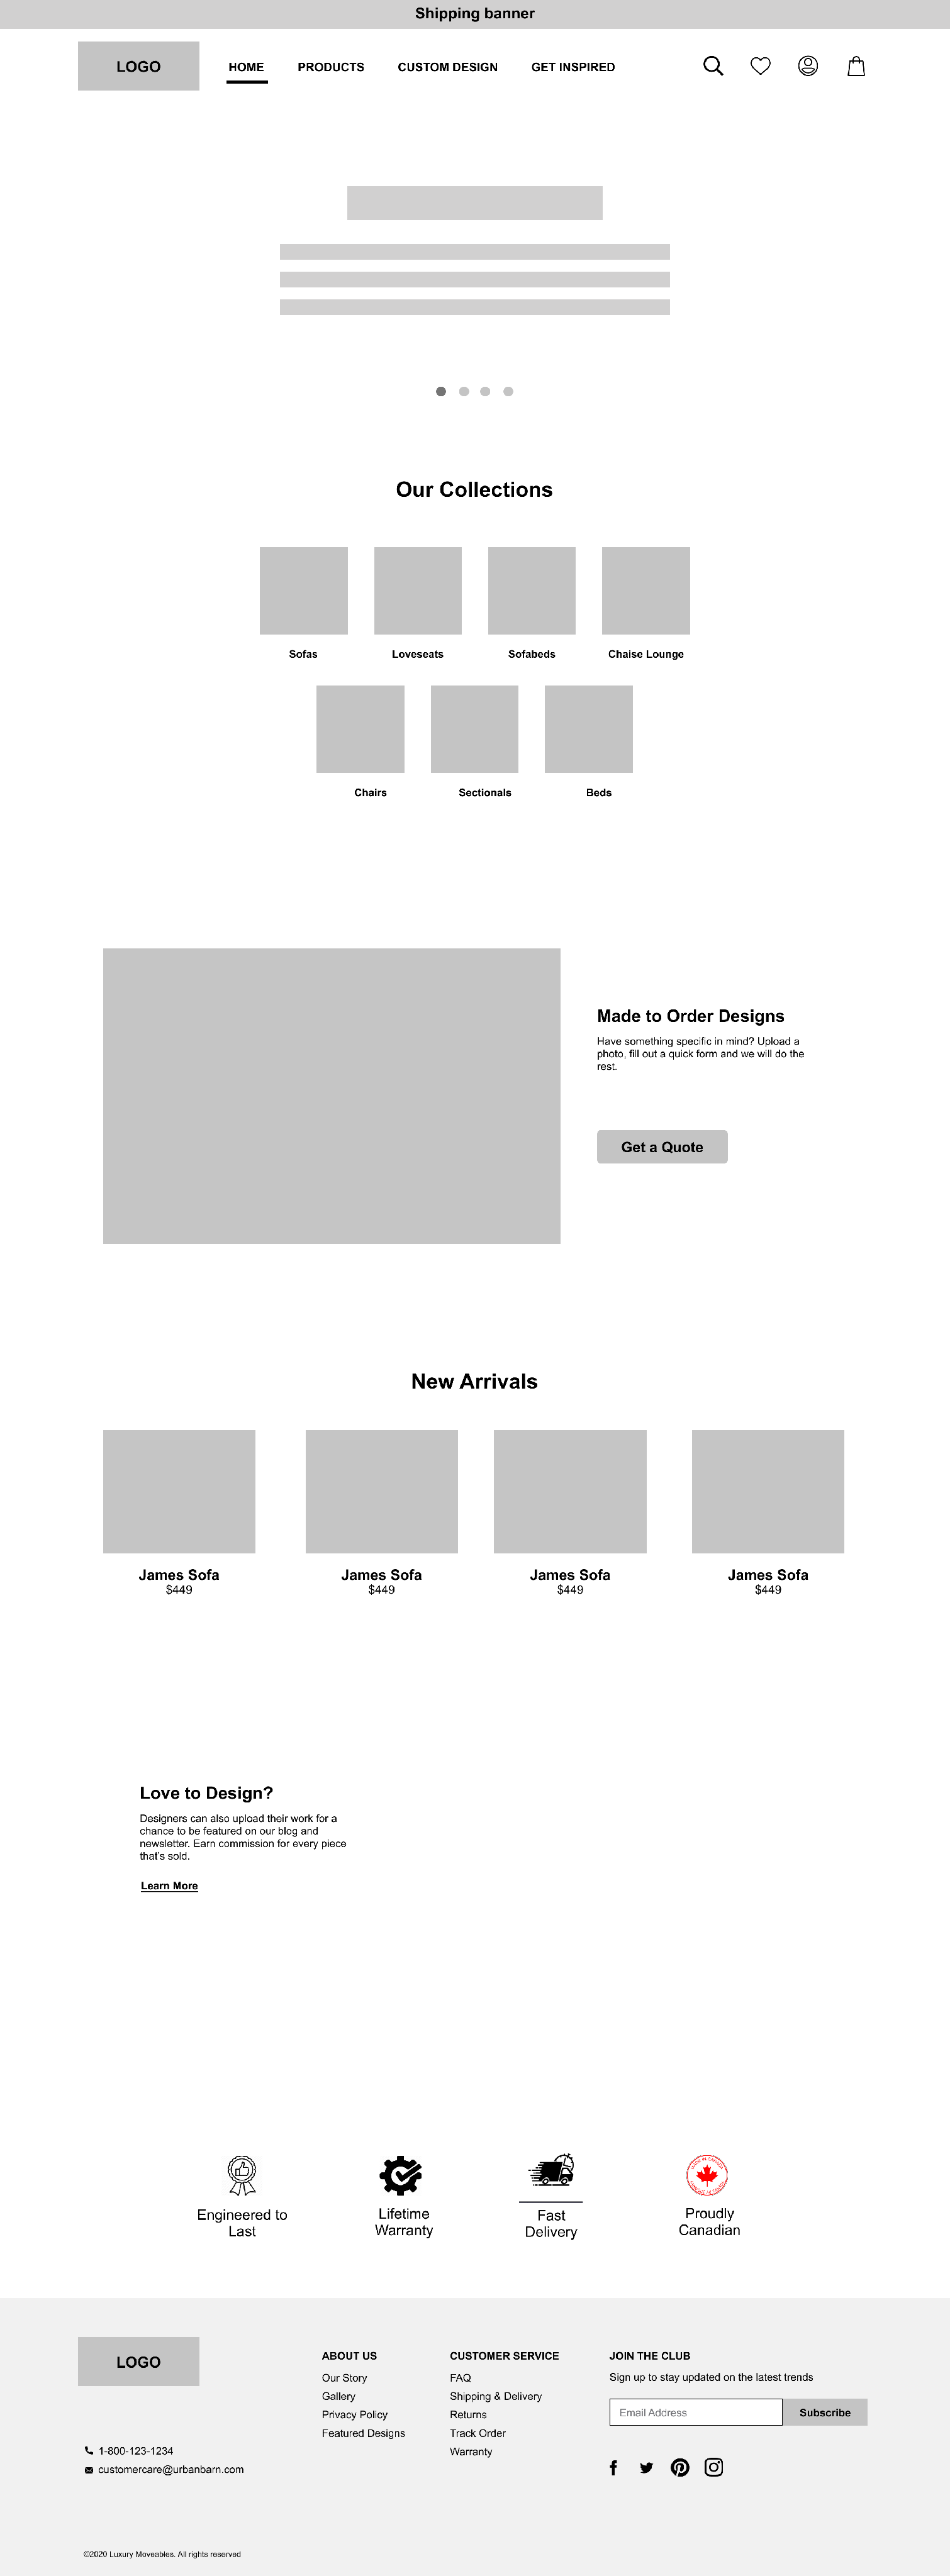 Shipping banner
LOGO
HOME
PRODUCTS
CUSTOM DESIGN
GET INSPIRED
Our Collections
Sofas
Loveseats
Sofabeds
Chaise Lounge
Chairs
Sectionals
Beds
Made to Order Designs
Have something specific in mind? Upload a
photo, fill out a quick form and we will do the
rest.
Get a Quote
New Arrivals
James Sofa
$449
James Sofa
$449
James Sofa
$449
James Sofa
$449
Love to Design?
Designers can also upload their work for a
chance to be featured on our blog and
newsletter. Earn commission for every piece
that's sold.
Learn More
Engineered to
Last
Lifetime
Warranty
Fast
Delivery
Proudly
Canadian
LOGO
1-800-123-1234
customercare@urbanbarn.com
ABOUT US
Our Story
Gallery
Privacy Policy
Featured Designs
CUSTOMER SERVICE
FAQ
Shipping & Delivery
Returns
Track Order
Warranty
JOIN THE CLUB
Sign up to stay updated on the latest trends
Email Address
Subscribe
©2020 Luxury Moveables. All rights reserved